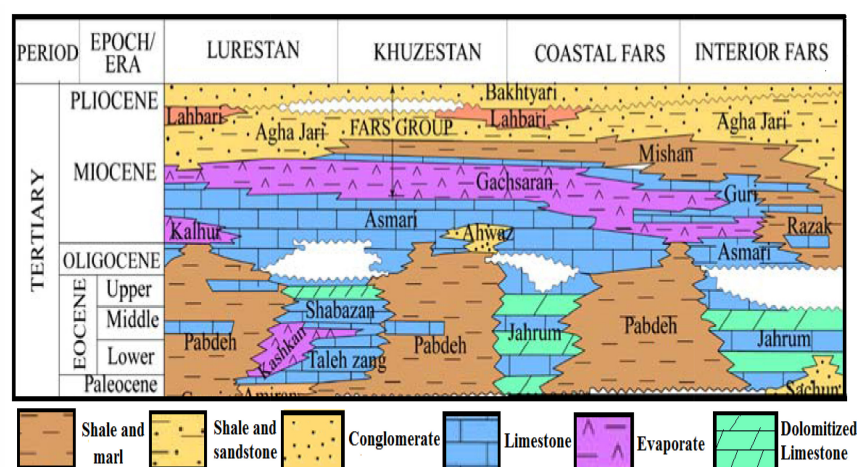 PERIOD
EPOCH/
ERA
LURESTAN
KHUZESTAN
COASTAL FARS
INTERIOR FARS
TERTIARY
PLIOCENE
MIOCENE
OLIGOCENE
EOCENE
Upper
Middle
Lower
Paleocene
Bakhtyari
Lahbari
Agha Jari
FARS GROUP
Lahbari
Agha Jari
Mishan
Gachsaran
Guri
Asmari
Kalhur
Ahwaz
Razak
Asmari
Shabazan
Pabdeh
Kashkan
Taleh zang
Pabdeh
Jahrum
Pabdeh
Jahrum
Amiran
Sachun
Shale and
marl
Shale and
sandstone
Conglomerate
Limestone
Evaporate
Dolomitized
Limestone